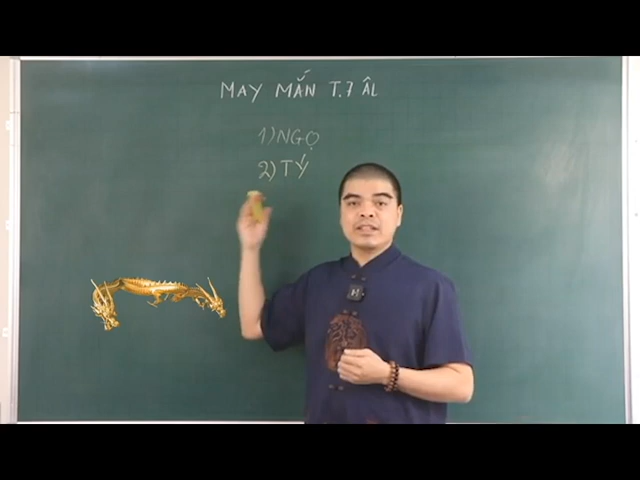 MAY MẮN T.7 ÂL
1) NGỌ
2) TÝ